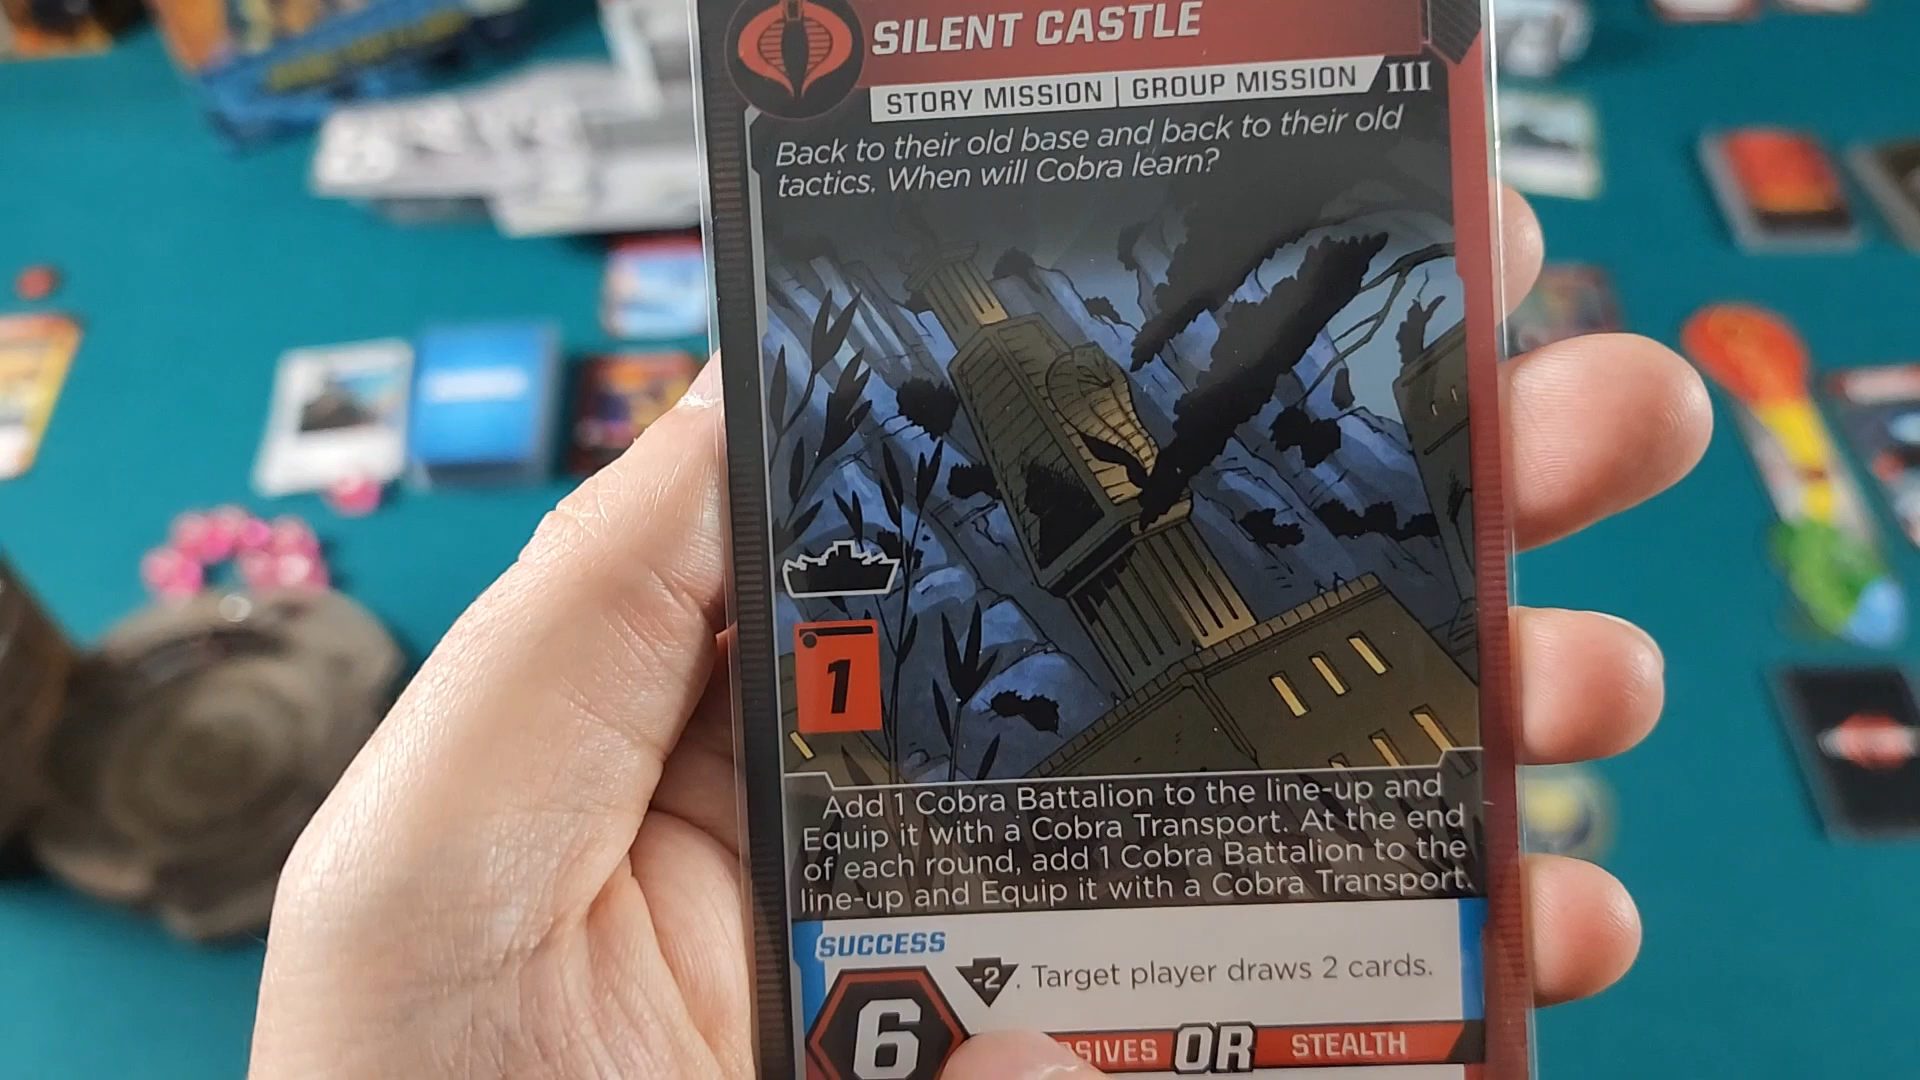 SILENT CASTLE
STORY MISSION | GROUP MISSION III
Back to their old base and back to their old
tactics. When will Cobra learn?
1
Add 1 Cobra Battalion to the line-up and
Equip it with a Cobra Transport. At the end
of each round, add 1 Cobra Battalion to the
line-up and Equip it with a Cobra Transport.
SUCCESS
-2. Target player draws 2 cards.
6
SIVES OR STEALTH